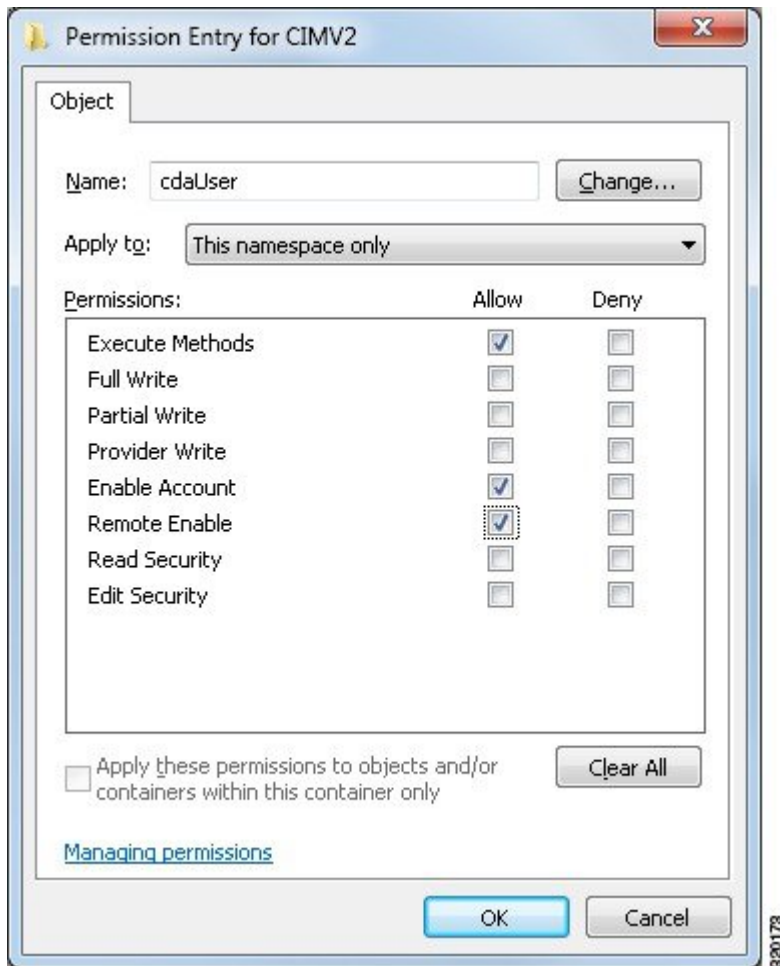 Permission Entry for CIMV2
Object
Name: cdaUser Change...
Apply to: This namespace only
Permissions: Allow Deny
Execute Methods
Full Write
Partial Write
Provider Write
Enable Account
Remote Enable
Read Security
Edit Security
Apply these permissions to objects and/or
containers within this container only
Clear All
Managing permissions
OK Cancel
320173